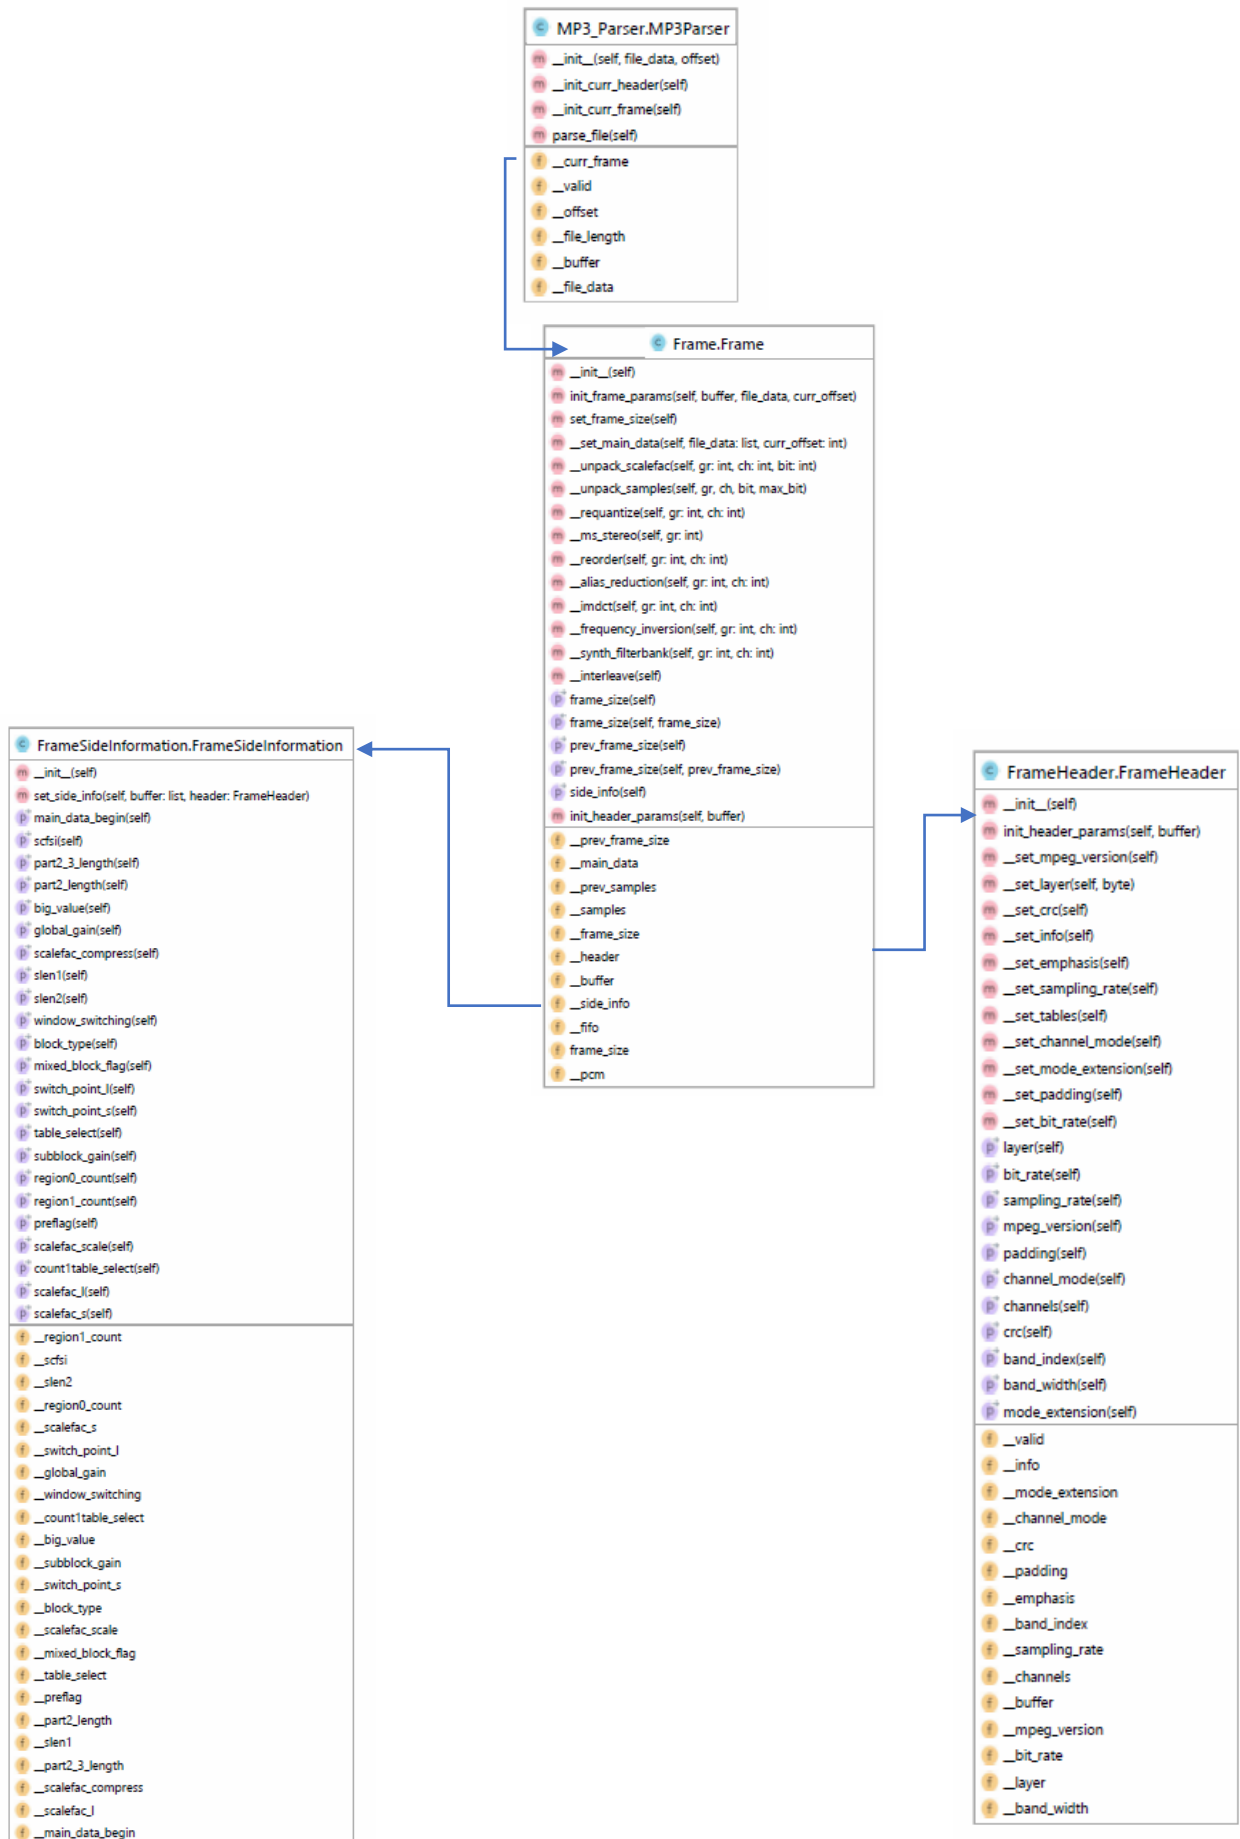 MP3_Parser.MP3Parser
__init__(self, file_data, offset)
__init_curr_header(self)
__init_curr_frame(self)
parse_file(self)
__curr_frame
__valid
__offset
__file_length
__buffer
__file_data
Frame.Frame
__init__(self)
init_frame_params(self, buffer, file_data, curr_offset)
set_frame_size(self)
__set_main_data(self, file_data: list, curr_offset: int)
__unpack_scalefac(self, gr: int, ch: int, bit: int)
__unpack_samples(self, gr, ch, bit, max_bit)
__requantize(self, gr: int, ch: int)
__ms_stereo(self, gr: int)
__reorder(self, gr: int, ch: int)
__alias_reduction(self, gr: int, ch: int)
__imdct(self, gr: int, ch: int)
__frequency_inversion(self, gr: int, ch: int)
__synth_filterbank(self, gr: int, ch: int)
__interleave(self)
frame_size(self)
frame_size(self, frame_size)
prev_frame_size(self)
prev_frame_size(self, prev_frame_size)
side_info(self)
init_header_params(self, buffer)
__prev_frame_size
__main_data
__prev_samples
__samples
__frame_size
__header
__buffer
__side_info
__fifo
frame_size
__pcm
FrameSideInformation.FrameSideInformation
__init__(self)
set_side_info(self, buffer: list, header: FrameHeader)
main_data_begin(self)
scfsi(self)
part2_3_length(self)
part2_length(self)
big_value(self)
global_gain(self)
scalefac_compress(self)
slen1(self)
slen2(self)
window_switching(self)
block_type(self)
mixed_block_flag(self)
switch_point_l(self)
switch_point_s(self)
table_select(self)
subblock_gain(self)
region0_count(self)
region1_count(self)
preflag(self)
scalefac_scale(self)
count1table_select(self)
scalefac_l(self)
scalefac_s(self)
__region1_count
__scfsi
__slen2
__region0_count
__scalefac_s
__switch_point_l
__global_gain
__window_switching
__count1table_select
__big_value
__subblock_gain
__switch_point_s
__block_type
__scalefac_scale
__mixed_block_flag
__table_select
__preflag
__part2_length
__slen1
__part2_3_length
__scalefac_compress
__scalefac_l
__main_data_begin
FrameHeader.FrameHeader
__init__(self)
init_header_params(self, buffer)
__set_mpeg_version(self)
__set_layer(self, byte)
__set_crc(self)
__set_info(self)
__set_emphasis(self)
__set_sampling_rate(self)
__set_tables(self)
__set_channel_mode(self)
__set_mode_extension(self)
__set_padding(self)
__set_bit_rate(self)
layer(self)
bit_rate(self)
sampling_rate(self)
mpeg_version(self)
padding(self)
channel_mode(self)
channels(self)
crc(self)
band_index(self)
band_width(self)
mode_extension(self)
__valid
__info
__mode_extension
__channel_mode
__crc
__padding
__emphasis
__band_index
__sampling_rate
__channels
__buffer
__mpeg_version
__bit_rate
__layer
__band_width